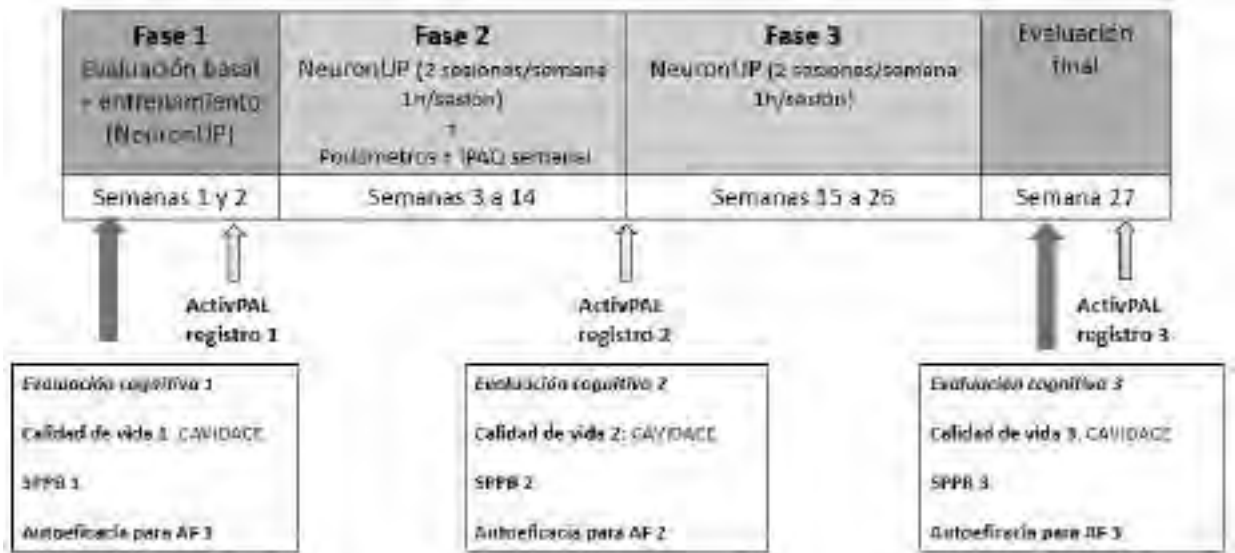 Fase 1
Evaluación basal
+ entrenamiento
(NeuronUP)
Fase 2
NeuronUP (2 sesiones/semana
1h/sesión)
+
Podómetros + IPAQ semanal
Fase 3
NeuronUP (2 sesiones/semana
1h/sesión)
Evaluación
final
Semanas 1 y 2
Semanas 3 a 14
Semanas 15 a 26
Semana 27
ActivPAL
registro 1
ActivPAL
registro 2
ActivPAL
registro 3
Evaluación cognitiva 1
Calidad de vida 1: CAVIDACE
SPPB 1
Autoeficacia para AF
Evaluación cognitiva 2
Calidad de vida 2: CAVIDACE
SPPB 2
Autoeficacia para AF 2
Evaluación cognitiva 3
Calidad de vida 3: CAVIDACE
SPPB 3
Autoeficacia para AF 3